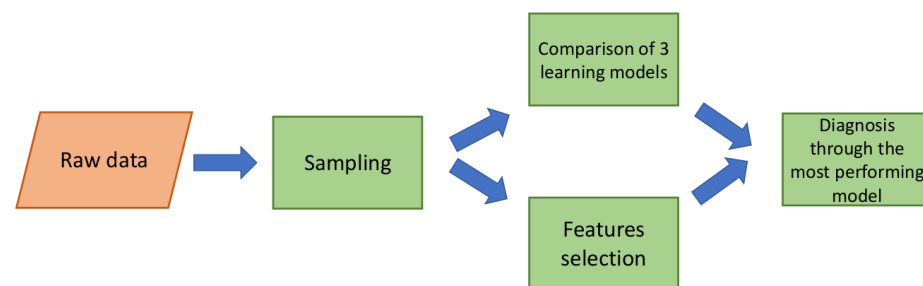 Raw data
Sampling
Comparison of 3
learning models
Features
selection
Diagnosis
through the
most performing
model